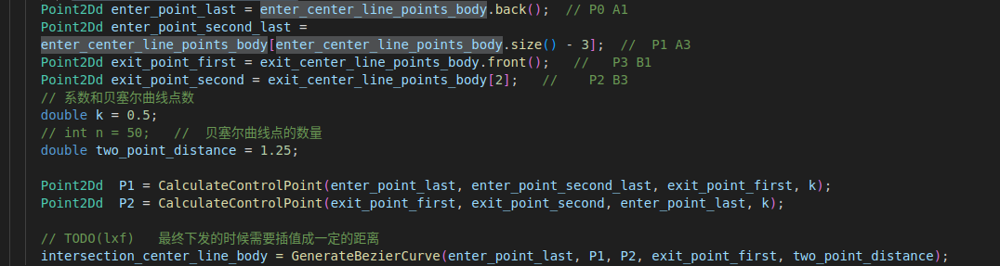 Point2Dd enter_point_last = enter_center_line_points_body.back();  // P0 A1
Point2Dd enter_point_second_last =
enter_center_line_points_body[enter_center_line_points_body.size() - 3];  //  P1 A3
Point2Dd exit_point_first = exit_center_line_points_body.front();   //   P3 B1
Point2Dd exit_point_second = exit_center_line_points_body[2];   //    P2 B3
// 系数和贝塞尔曲线点数
double k = 0.5;
// int n = 50;   //  贝塞尔曲线点的数量
double two_point_distance = 1.25;
Point2Dd  P1 = CalculateControlPoint(enter_point_last, enter_point_second_last, exit_point_first, k);
Point2Dd  P2 = CalculateControlPoint(exit_point_first, exit_point_second, enter_point_last, k);
// TODO(lxf)   最终下发的时候需要插值成一定的距离
intersection_center_line_body = GenerateBezierCurve(enter_point_last, P1, P2, exit_point_first, two_point_distance);